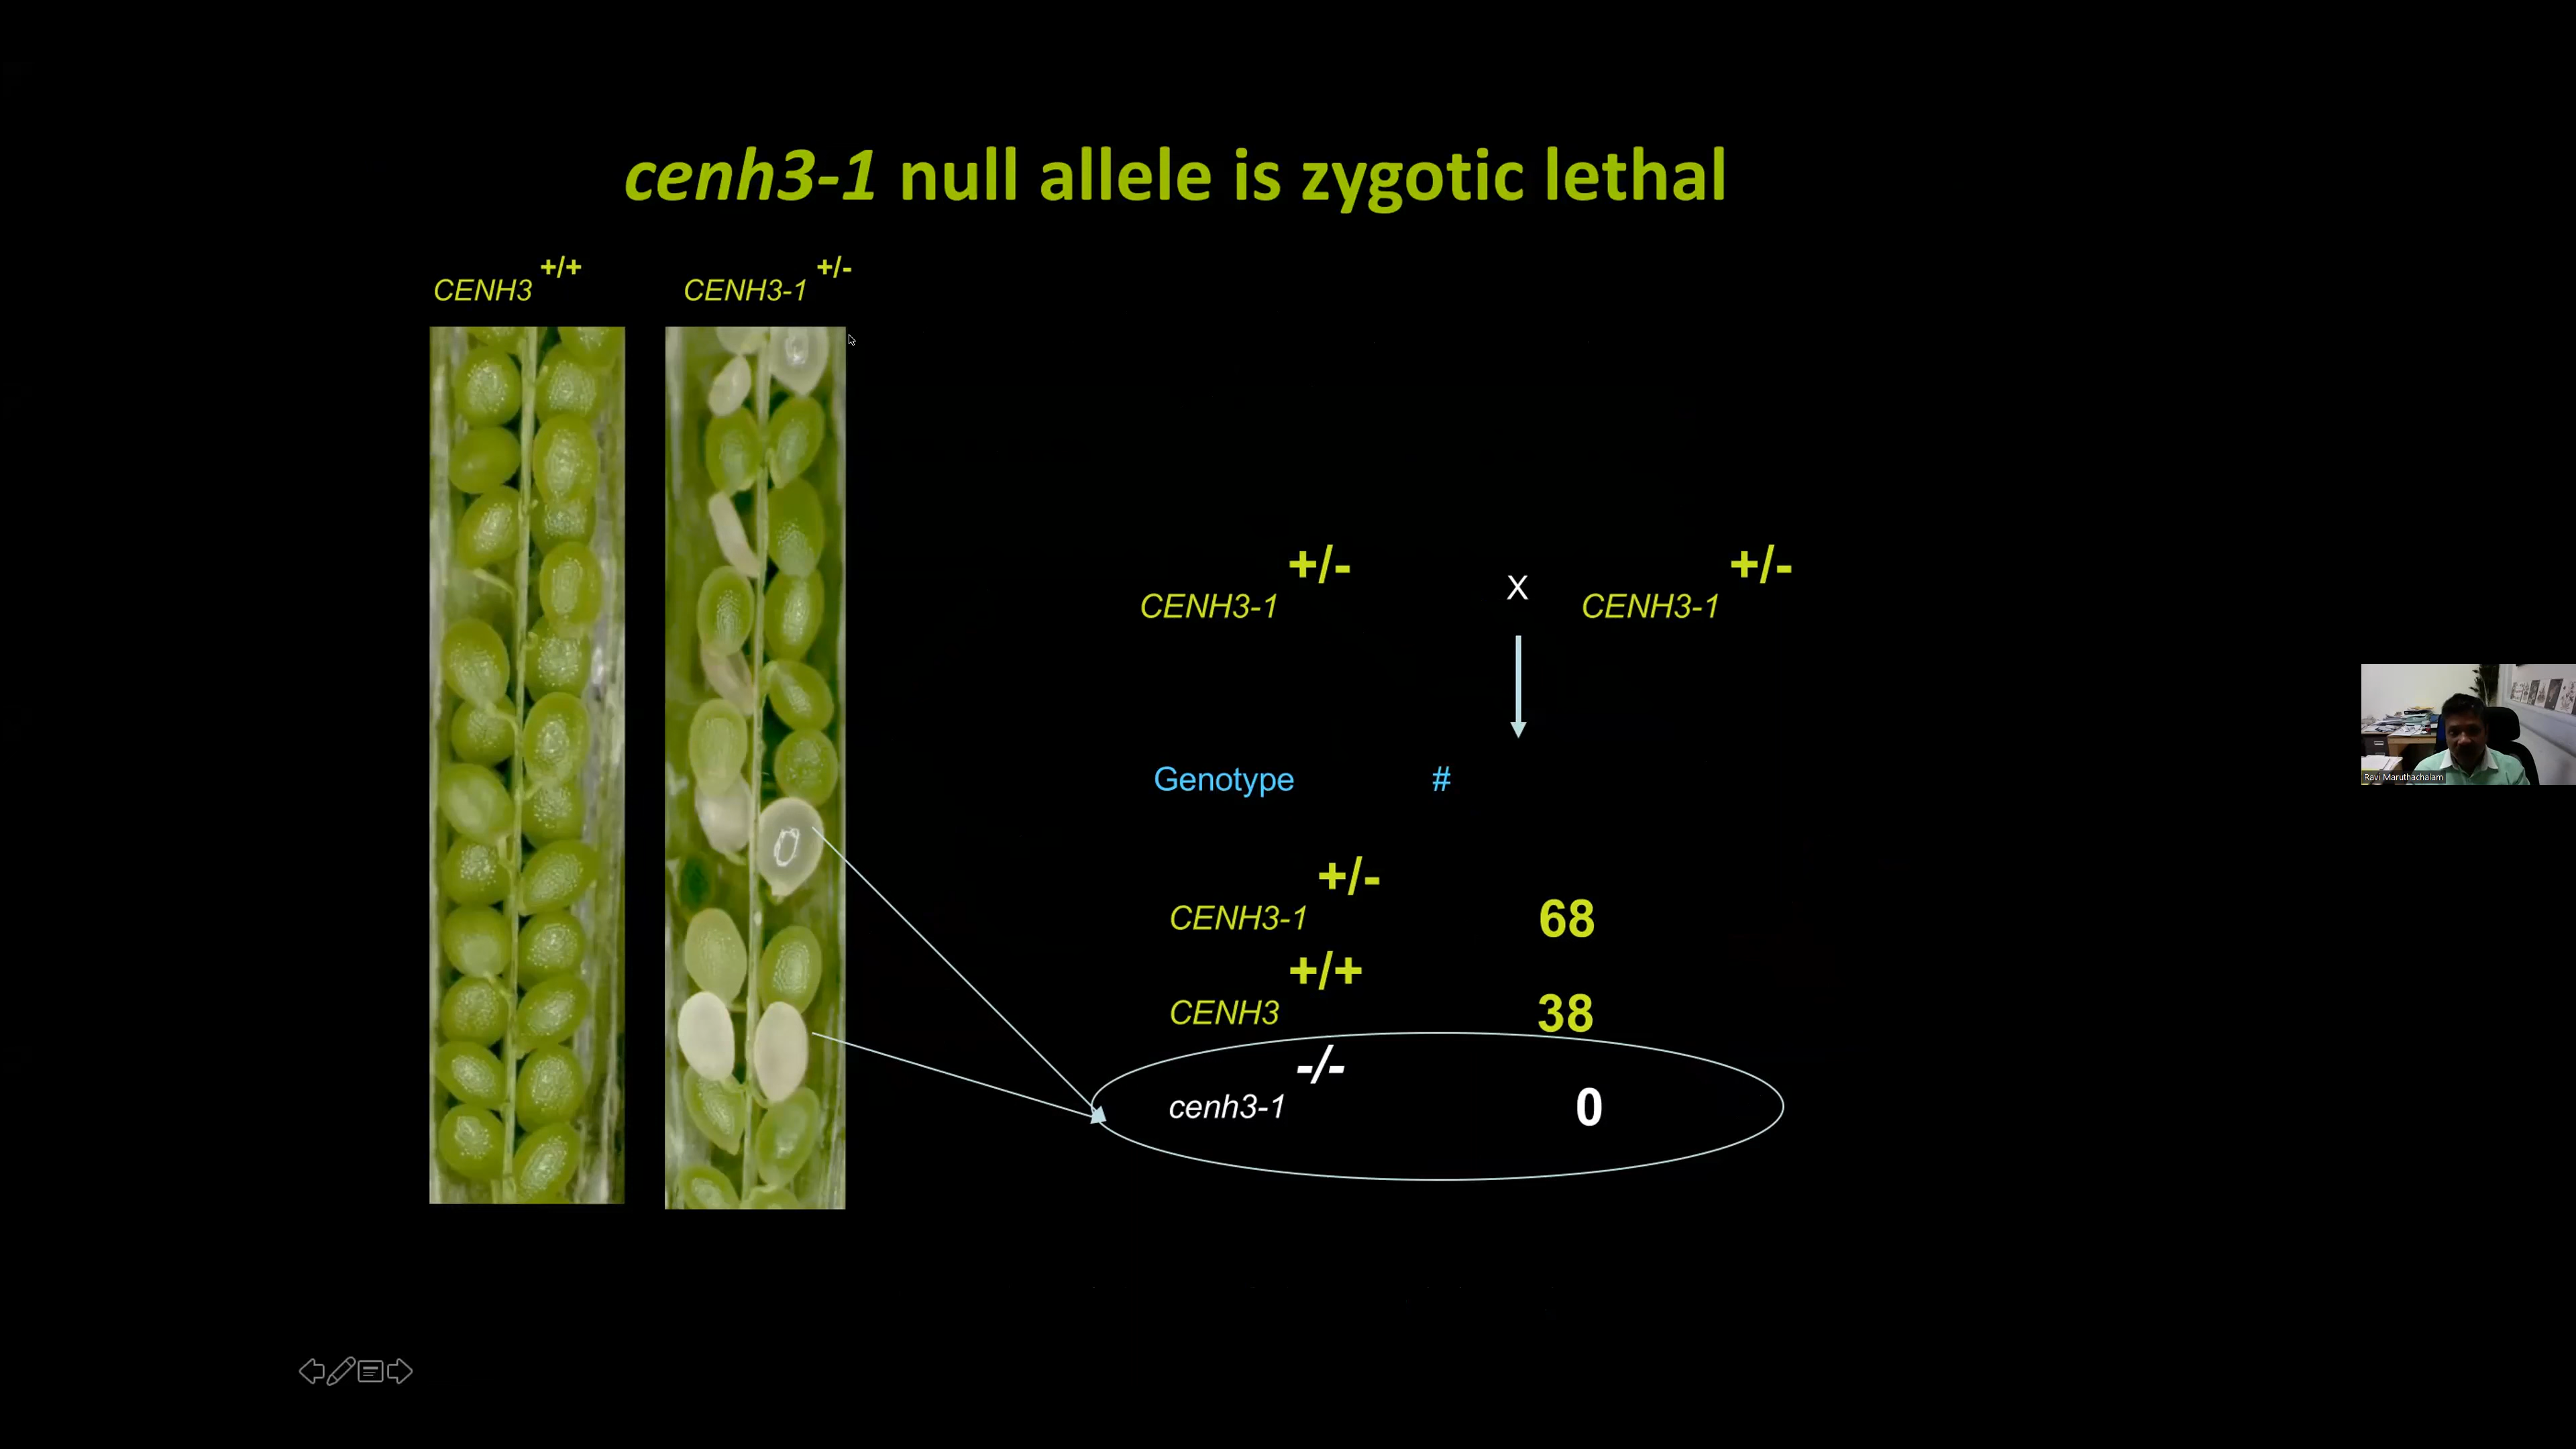 cenh3-1 null allele is zygotic lethal
CENH3 +/+
CENH3-1 +/-
CENH3-1 +/- X CENH3-1 +/-
Genotype #
CENH3-1 +/- 68
CENH3 +/+ 38
cenh3-1 -/- 0
Ravi Maruthachalam